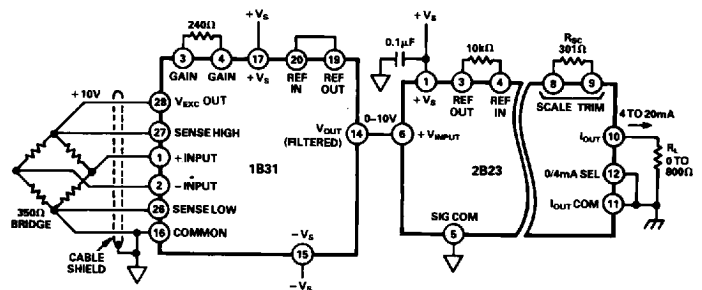 240Ω
+VS
3
4
17
20
19
GAIN
GAIN
+VS
REF IN
REF OUT
+10V
28
VEXC OUT
27
SENSE HIGH
1
+INPUT
2
–INPUT
26
SENSE LOW
16
COMMON
350Ω
BRIDGE
CABLE
SHIELD
1B31
VOUT
(FILTERED)
14
15
–VS
–VS
0–10V
+VS
0.1μF
10kΩ
1
3
4
+VS
REF
OUT
REF
IN
6
+VINPUT
2B23
SIG COM
5
RSC
301Ω
8
9
SCALE TRIM
4 TO 20mA
IOUT
10
RL
0 TO
800Ω
0/4mA SEL
12
IOUT COM
11